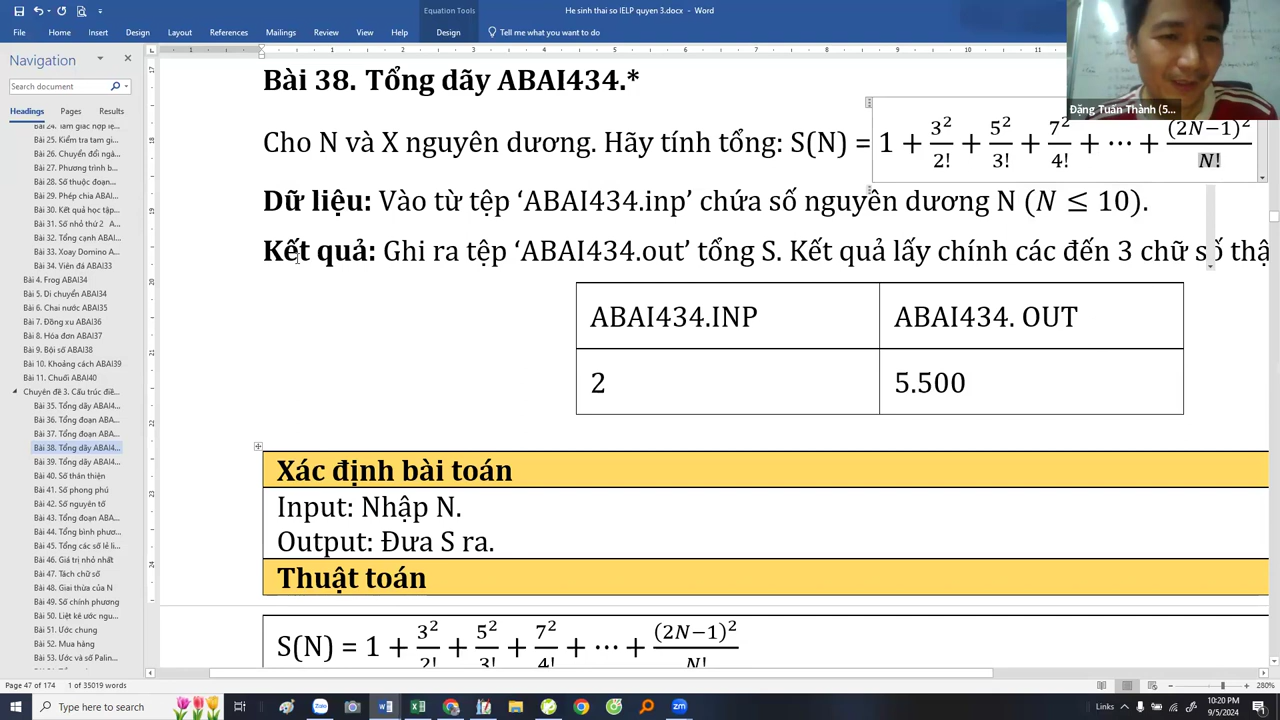 Equation Tools
He sinh thai so IELP quyen 3.docx - Word
File Home Insert Design Layout References Mailings Review View Help Design Tell me what you want to do
Navigation
Search document
Headings Pages Results
Bài 24. Tam giác hợp lệ...
Bài 25. Kiểm tra tam gi...
Bài 26. Chuyển đổi ngà...
Bài 27. Phương trình b...
Bài 28. Số thuộc đoạn...
Bài 29. Phép chia ABAI...
Bài 30. Kết quả học tập...
Bài 31. Số nhỏ thứ 2 A...
Bài 32. Tổng cạnh ABAI...
Bài 33. Xoay Domino A...
Bài 34. Viên đá ABAI33
Bài 4. Frog ABAI34
Bài 5. Di chuyển ABAI34
Bài 6. Chai nước ABAI35
Bài 7. Đồng xu ABAI36
Bài 8. Hóa đơn ABAI37
Bài 9. Bội số ABAI38
Bài 10. Khoảng cách ABAI39
Bài 11. Chuỗi ABAI40
Chuyên đề 3. Cấu trúc điề...
Bài 35. Tổng dãy ABAI4...
Bài 36. Tổng đoạn ABA...
Bài 37. Tổng đoạn ABA...
Bài 38. Tổng dãy ABAI4...
Bài 39. Tổng dãy ABAI4...
Bài 40. Số thân thiện
Bài 41. Số phong phú
Bài 42. Số nguyên tố
Bài 43. Tổng đoạn ABA...
Bài 44. Tổng bình phươ...
Bài 45. Tổng các số lẻ li...
Bài 46. Giá trị nhỏ nhất
Bài 47. Tách chữ số
Bài 48. Giai thừa của N
Bài 49. Số chính phương
Bài 50. Liệt kê ước ngu...
Bài 51. Ước chung
Bài 52. Mua hàng
Bài 53. Ước và số Palin...
Bài 38. Tổng dãy ABAI434.*
Đặng Tuấn Thành (5...
Cho N và X nguyên dương. Hãy tính tổng: S(N) = 1 + 3²/2! + 5²/3! + 7²/4! + ⋯ + (2N−1)²/N!
Dữ liệu: Vào từ tệp ‘ABAI434.inp’ chứa số nguyên dương N (N ≤ 10).
Kết quả: Ghi ra tệp ‘ABAI434.out’ tổng S. Kết quả lấy chính các đến 3 chữ số thậ
ABAI434.INP ABAI434. OUT
2 5.500
Xác định bài toán
Input: Nhập N.
Output: Đưa S ra.
Thuật toán
S(N) = 1 + 3²/2! + 5²/3! + 7²/4! + ⋯ + (2N−1)²/N!
Page 47 of 174 1 of 35019 words 280%
Type here to search
10:20 PM
9/5/2024